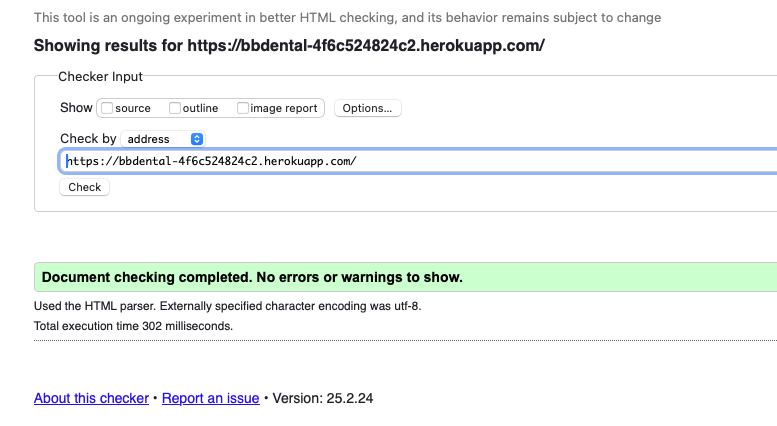 This tool is an ongoing experiment in better HTML checking, and its behavior remains subject to change
Showing results for https://bbdental-4f6c524824c2.herokuapp.com/
Checker Input
Show source outline image report Options...
Check by address
https://bbdental-4f6c524824c2.herokuapp.com/
Check
Document checking completed. No errors or warnings to show.
Used the HTML parser. Externally specified character encoding was utf-8.
Total execution time 302 milliseconds.
About this checker • Report an issue • Version: 25.2.24